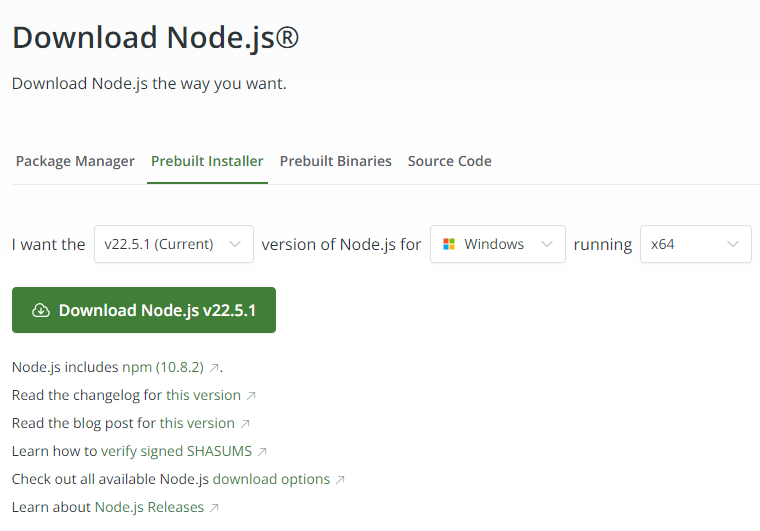 Download Node.js®
Download Node.js the way you want.
Package Manager Prebuilt Installer Prebuilt Binaries Source Code
I want the v22.5.1 (Current) version of Node.js for Windows running x64
Download Node.js v22.5.1
Node.js includes npm (10.8.2) ↗.
Read the changelog for this version ↗
Read the blog post for this version ↗
Learn how to verify signed SHASUMS ↗
Check out all available Node.js download options ↗
Learn about Node.js Releases ↗